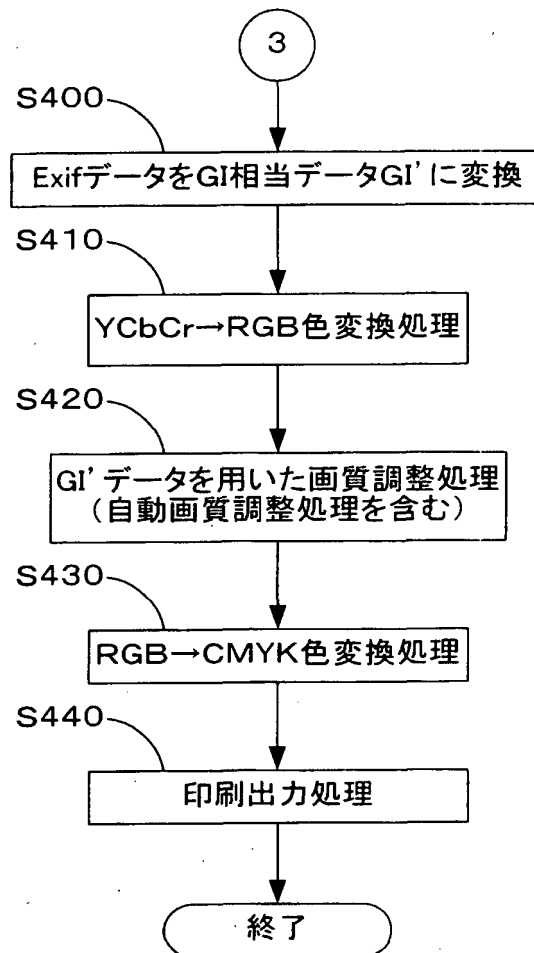 3
S400
ExifデータをGI相当データGI'に変換
S410
YCbCr→RGB色変換処理
S420
GI'データを用いた画質調整処理
(自動画質調整処理を含む)
S430
RGB→CMYK色変換処理
S440
印刷出力処理
終了